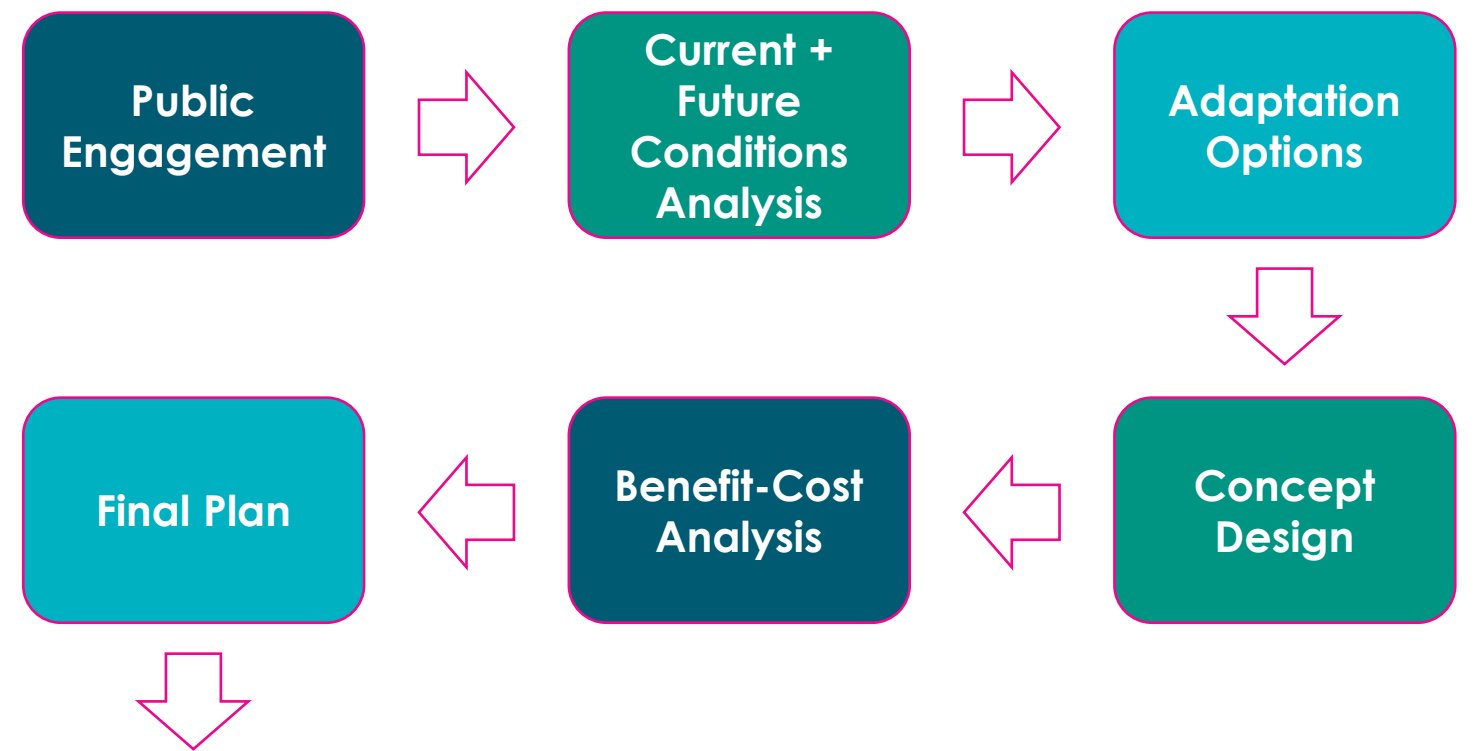 Public
Engagement
Current +
Future
Conditions
Analysis
Adaptation
Options
Final Plan
Benefit-Cost
Analysis
Concept
Design